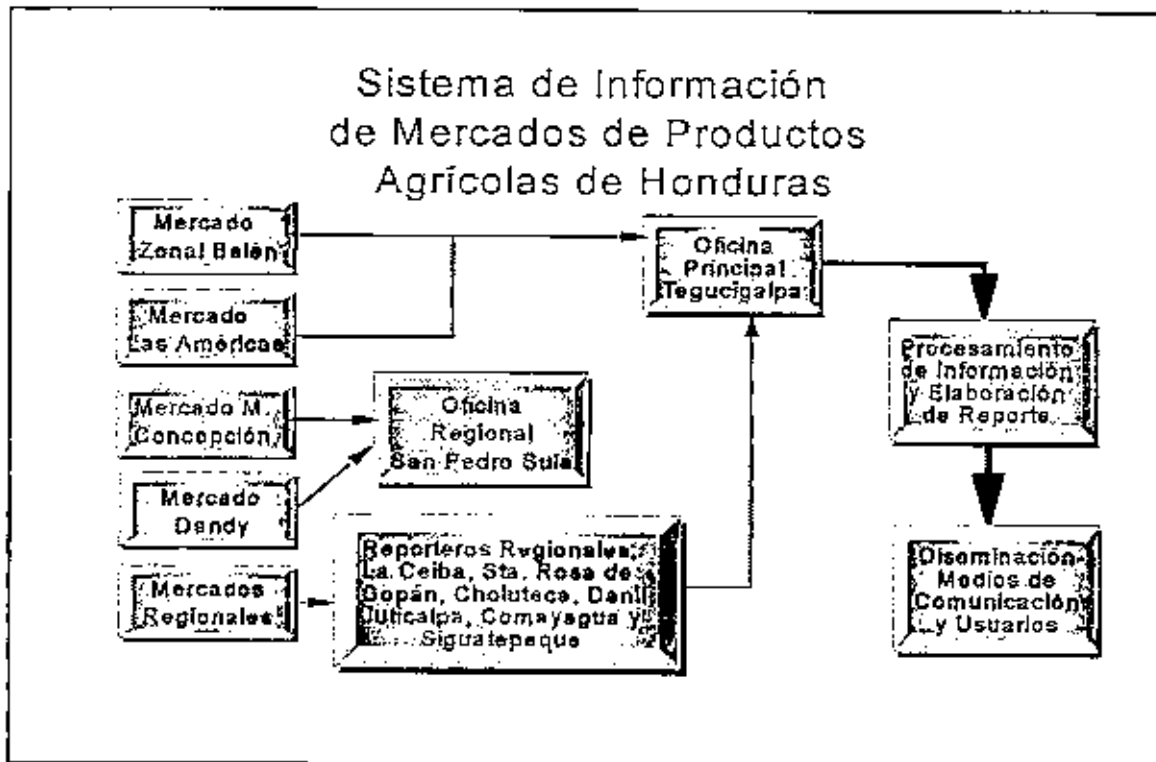 Sistema de Información
de Mercados de Productos
Agrícolas de Honduras
Mercado
Zonal Belén
Mercado
Las Américas
Mercado M.
Concepción
Mercado
Dandy
Mercados
Regionales
Oficina
Regional
San Pedro Sula
Reporteros Regionales;
La Ceiba, Sta. Rosa de
Copán, Choluteca, Danlí
Juticalpa, Comayagua y
Siguatepeque
Oficina
Principal
Tegucigalpa
Procesamiento
de Información
y Elaboración
de Reporte
Diseminación
Medios de
Comunicación
y Usuarios